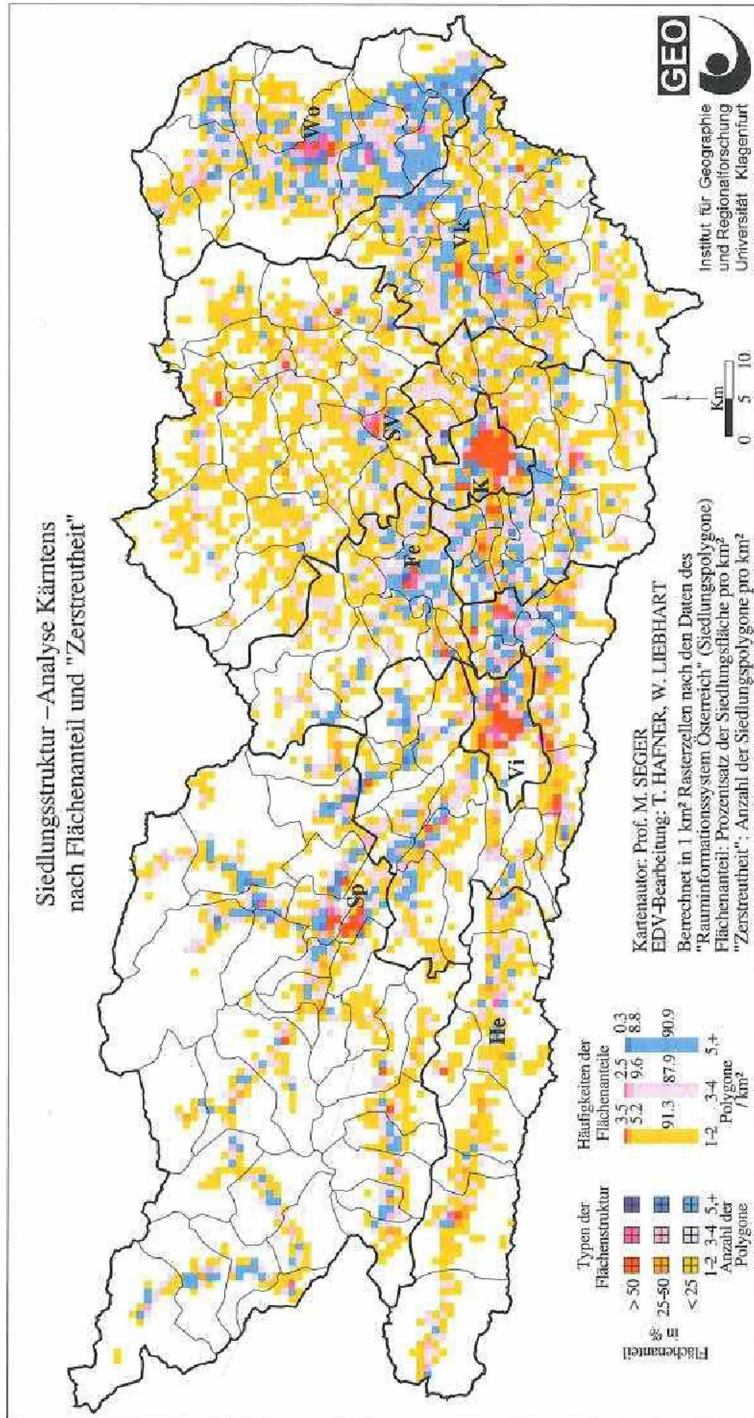 Siedlungsstruktur – Analyse Kärntens
nach Flächenanteil und "Zerstreutheit"
Wo
Sp
SV
Fe
Vk
K
Vi
He
Typen der
Flächenstruktur
Flächenanteil
in %
> 50
25-50
< 25
1-2 3-4 5,+
Anzahl der
Polygone
Häufigkeiten der
Flächenanteile
3.5 2.5 0.3
5.2 9.6 8.8
91.3 87.9 90.9
1-2 3-4 5,+
Polygone
/ km²
Kartenautor: Prof. M. SEGER
EDV-Bearbeitung: T. HAFNER, W. LIEBHART
Berrechnet in 1 km² Rasterzellen nach den Daten des
"Rauminformationssystem Österreich" (Siedlungspolygone)
Flächenanteil: Prozentsatz der Siedlungsfläche pro km²
"Zerstreutheit": Anzahl der Siedlungspolygone pro km²
Km
0 5 10
GEO
Institut für Geographie
und Regionalforschung
Universität Klagenfurt